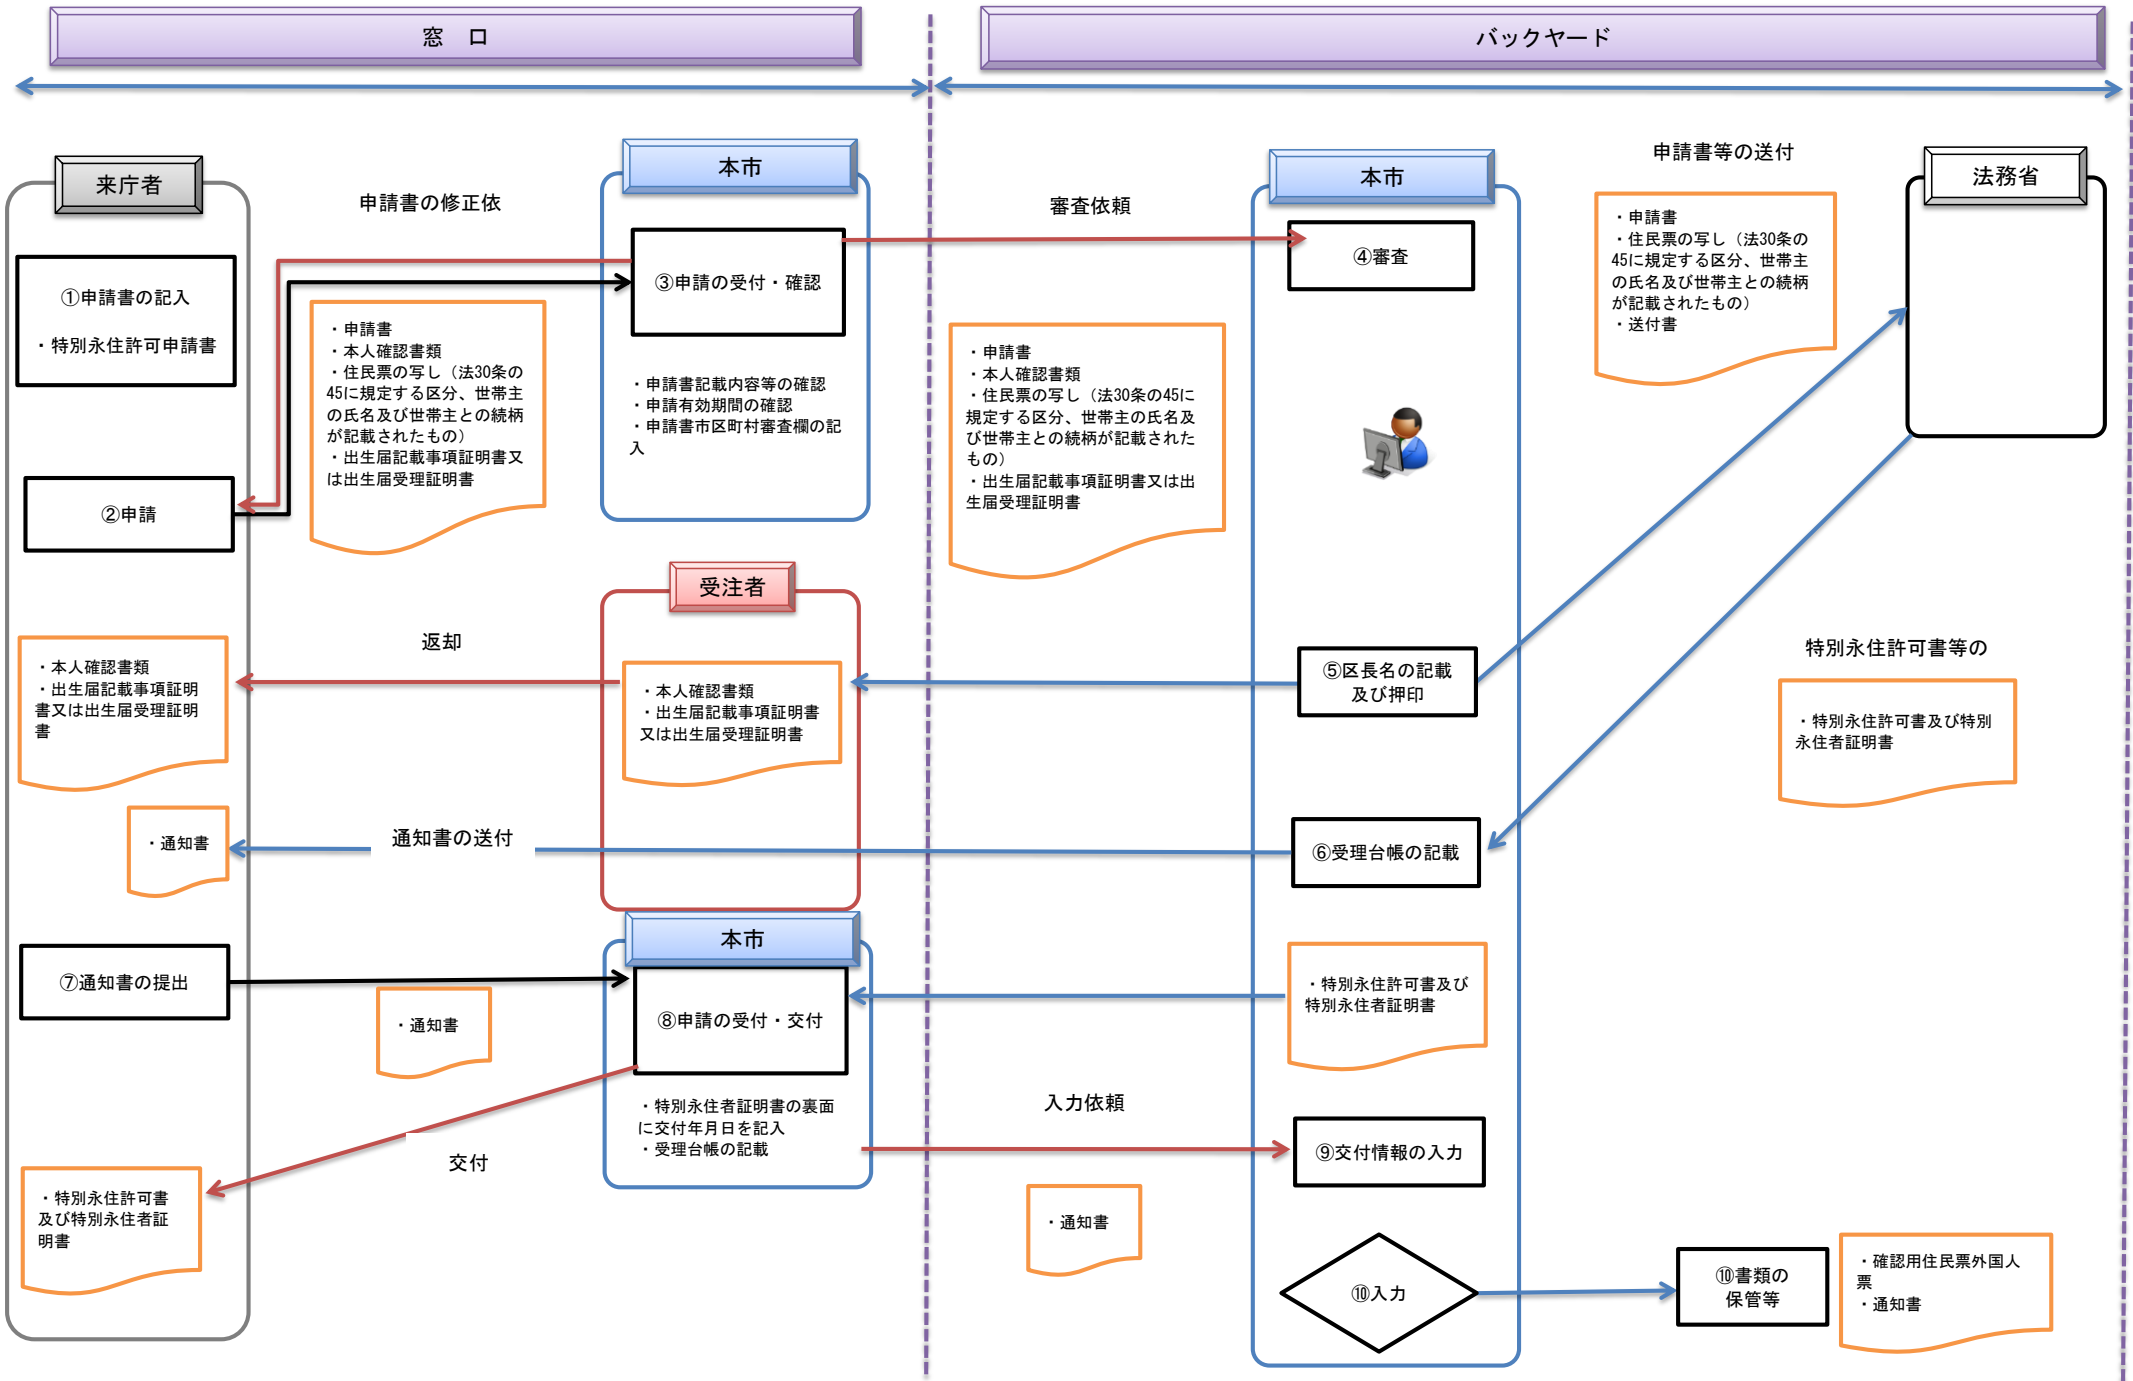 窓　口
バックヤード
来庁者
①申請書の記入
・特別永住許可申請書
②申請
申請書の修正依
・申請書
・本人確認書類
・住民票の写し（法30条の
45に規定する区分、世帯主
の氏名及び世帯主との続柄
が記載されたもの）
・出生届記載事項証明書又
は出生届受理証明書
本市
③申請の受付・確認
・申請書記載内容等の確認
・申請有効期間の確認
・申請書市区町村審査欄の記
入
審査依頼
・申請書
・本人確認書類
・住民票の写し（法30条の45に
規定する区分、世帯主の氏名及
び世帯主との続柄が記載された
もの）
・出生届記載事項証明書又は出
生届受理証明書
本市
④審査
申請書等の送付
・申請書
・住民票の写し（法30条の
45に規定する区分、世帯主
の氏名及び世帯主との続柄
が記載されたもの）
・送付書
法務省
受注者
返却
・本人確認書類
・出生届記載事項証明
書又は出生届受理証明
書
・本人確認書類
・出生届記載事項証明書
又は出生届受理証明書
⑤区長名の記載
及び押印
特別永住許可書等の
・特別永住許可書及び特別
永住者証明書
・通知書
通知書の送付
⑥受理台帳の記載
⑦通知書の提出
・通知書
本市
⑧申請の受付・交付
・特別永住者証明書の裏面
に交付年月日を記入
・受理台帳の記載
・特別永住許可書及び
特別永住者証明書
交付
・特別永住許可書
及び特別永住者証
明書
入力依頼
・通知書
⑨交付情報の入力
⑩入力
⑩書類の
保管等
・確認用住民票外国人
票
・通知書